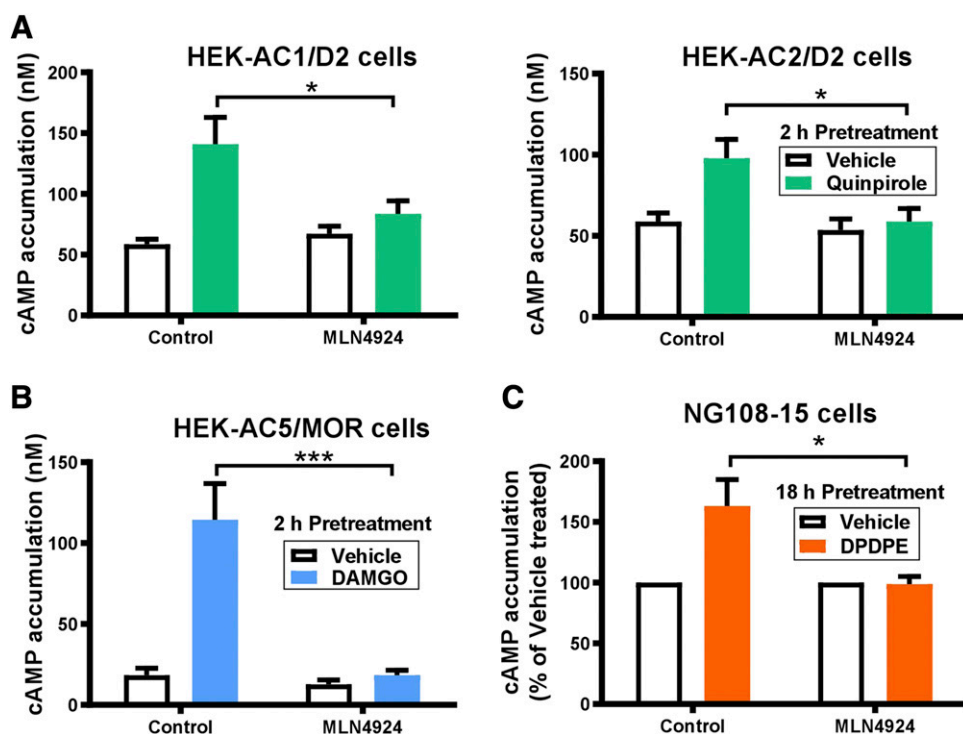 A
HEK-AC1/D2 cells
cAMP accumulation (nM)
200
150
100
50
0
*
Control
MLN4924
HEK-AC2/D2 cells
cAMP accumulation (nM)
150
100
50
0
*
2 h Pretreatment
Vehicle
Quinpirole
Control
MLN4924
B
HEK-AC5/MOR cells
cAMP accumulation (nM)
150
100
50
0
***
2 h Pretreatment
Vehicle
DAMGO
Control
MLN4924
C
NG108-15 cells
cAMP accumulation
(% of Vehicle treated)
200
150
100
50
0
*
18 h Pretreatment
Vehicle
DPDPE
Control
MLN4924